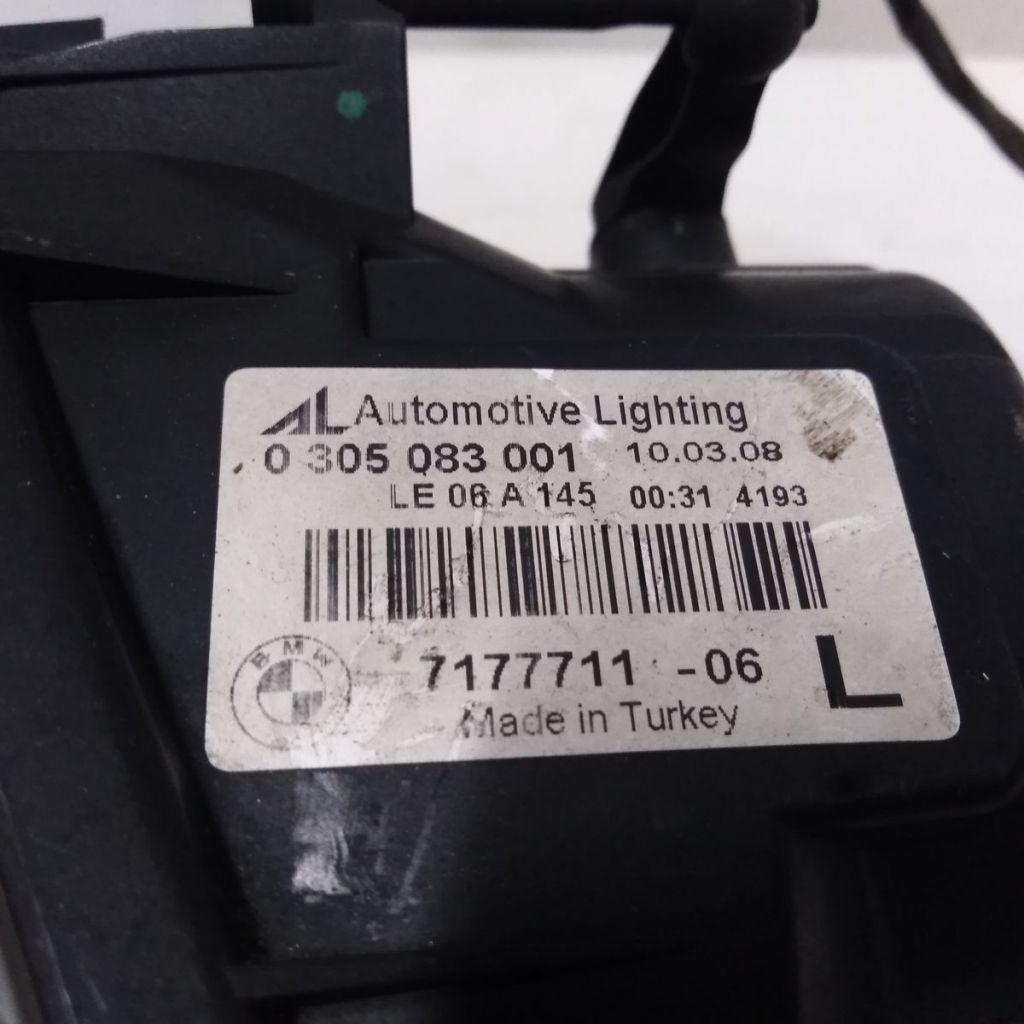 AL Automotive Lighting
0 305 083 001 10.03.08
LE 06 A 145 00:31 4193
BMW 7177711 -06 L
Made in Turkey